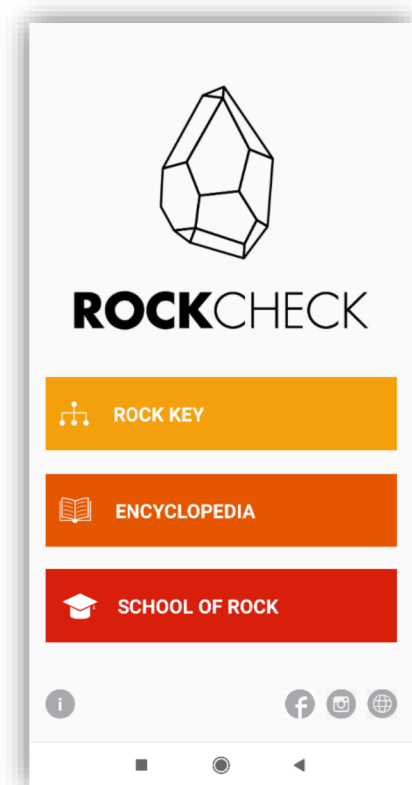 ROCKCHECK
ROCK KEY
ENCYCLOPEDIA
SCHOOL OF ROCK
i
f